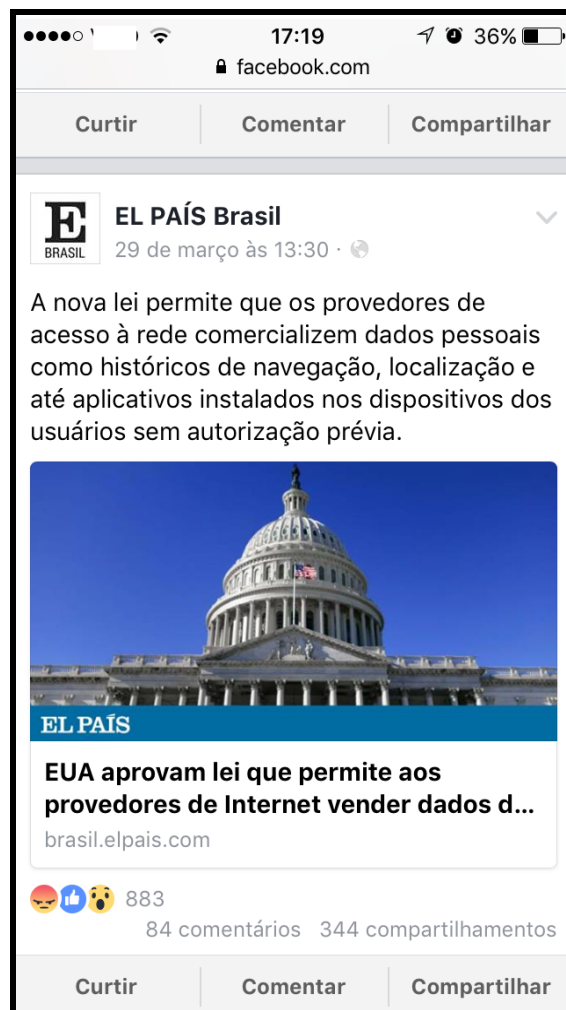 17:19
36%
facebook.com
Curtir Comentar Compartilhar
E
BRASIL
EL PAÍS Brasil
29 de março às 13:30 ·
A nova lei permite que os provedores de
acesso à rede comercializem dados pessoais
como históricos de navegação, localização e
até aplicativos instalados nos dispositivos dos
usuários sem autorização prévia.
EL PAÍS
EUA aprovam lei que permite aos
provedores de Internet vender dados d...
brasil.elpais.com
883
84 comentários 344 compartilhamentos
Curtir Comentar Compartilhar